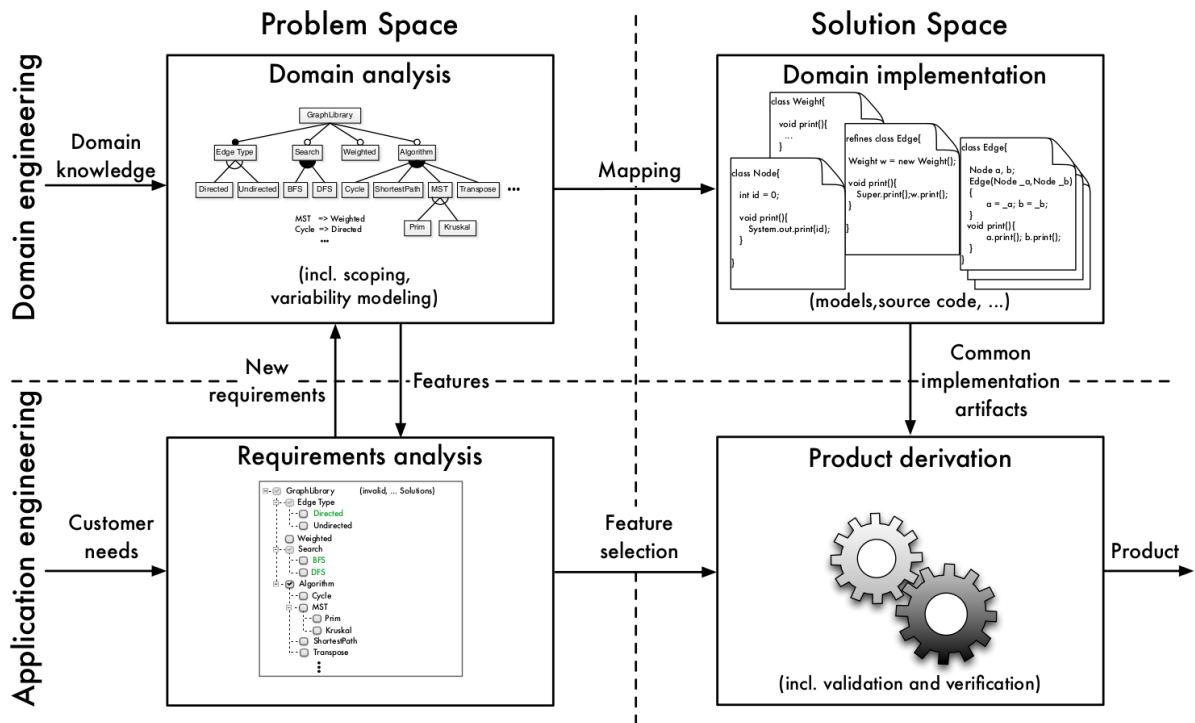 Problem Space
Solution Space
Domain engineering
Domain knowledge
Domain analysis
GraphLibrary
Edge Type
Search
Weighted
Algorithm
Directed
Undirected
BFS
DFS
Cycle
ShortestPath
MST
Transpose
...
MST => Weighted
Cycle => Directed
...
Prim
Kruskal
(incl. scoping,
variability modeling)
Mapping
Domain implementation
class Weight{
void print(){
...
}
refines class Edge{
Weight w = new Weight();
void print(){
Super.print();w.print();
}
}
class Edge{
Node a, b;
Edge(Node _a,Node _b)
{
a = _a; b = _b;
}
void print(){
a.print(); b.print();
}
}
class Node{
int id = 0;
void print(){
System.out.print(id);
}
}
(models,source code, ...)
New
requirements
Features
Common
implementation
artifacts
Application engineering
Customer
needs
Requirements analysis
GraphLibrary (invalid, ... Solutions)
Edge Type
Directed
Undirected
Weighted
Search
BFS
DFS
Algorithm
Cycle
MST
Prim
Kruskal
ShortestPath
Transpose
Feature
selection
Product derivation
(incl. validation and verification)
Product